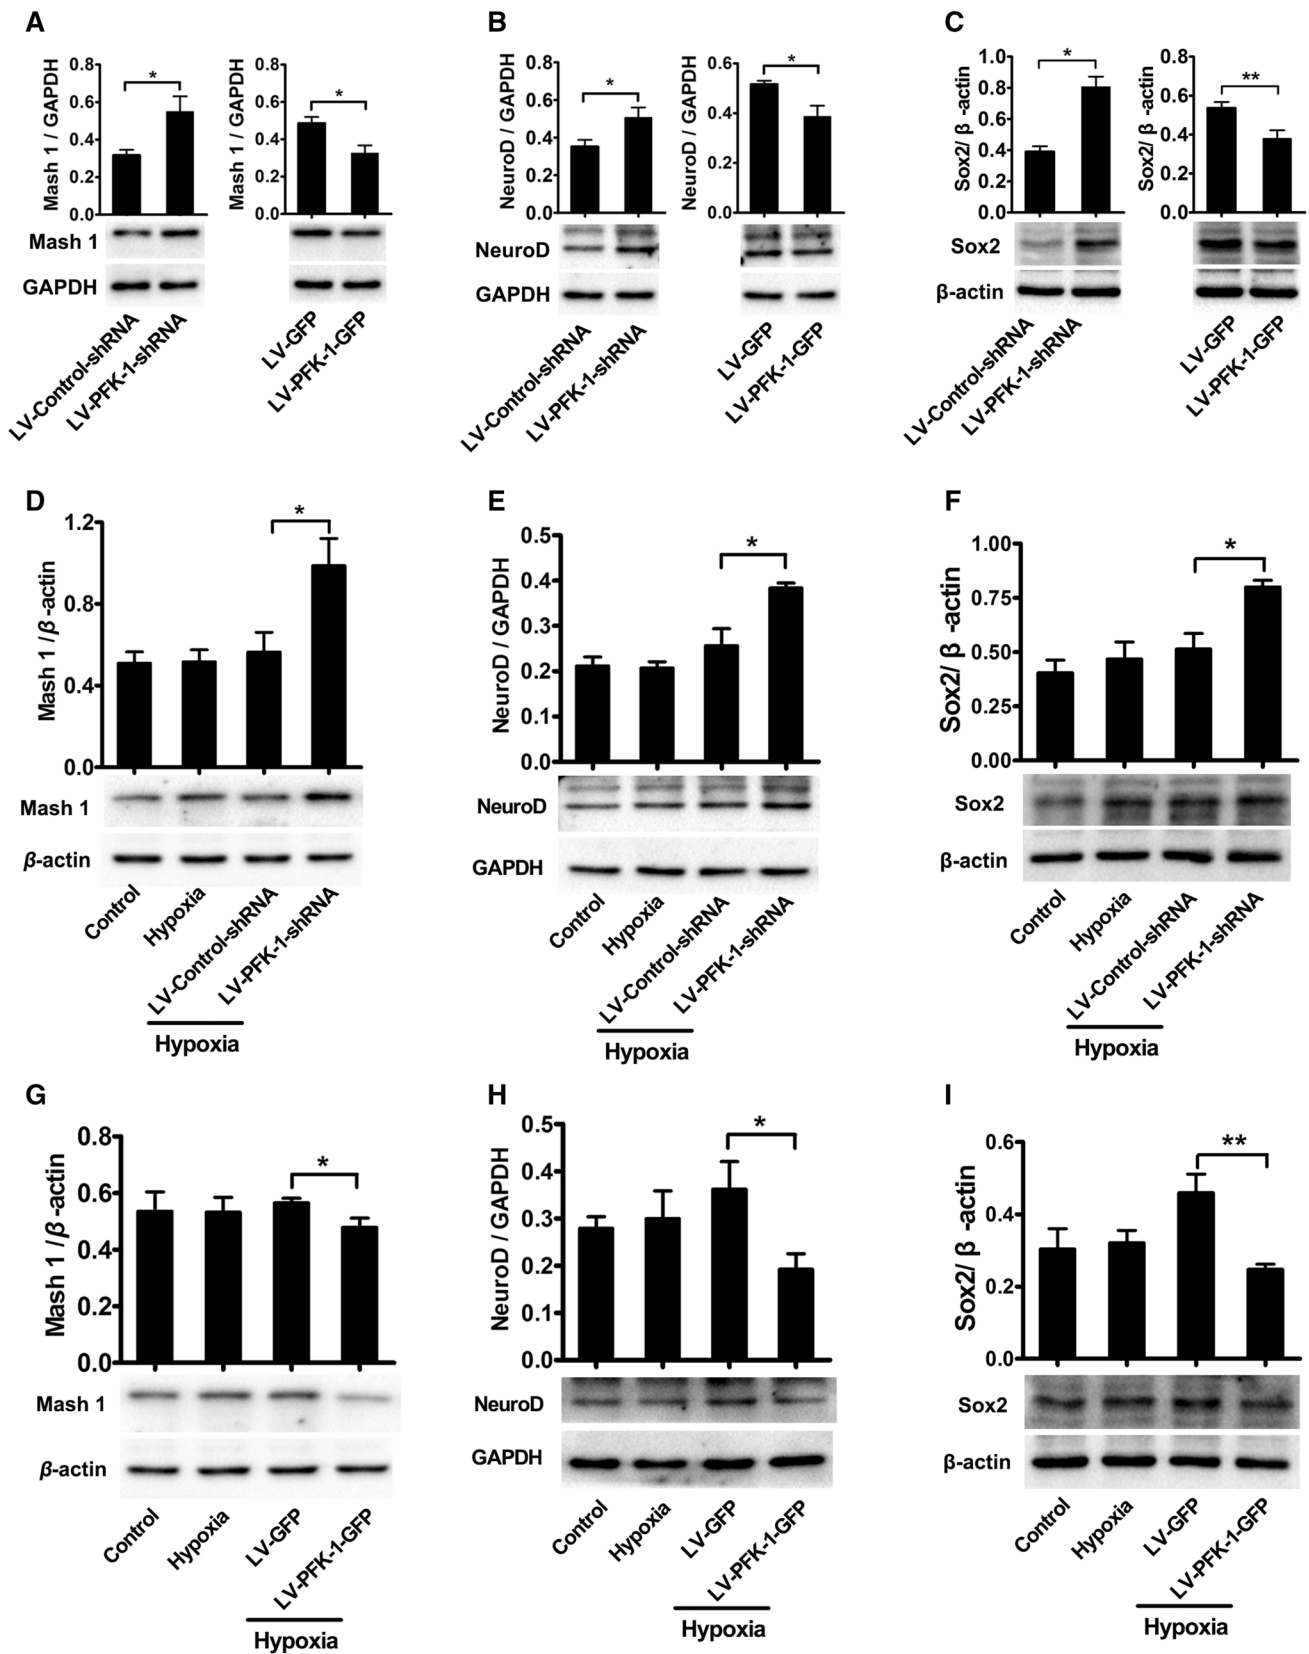 A
Mash 1 / GAPDH
0.8
0.6
0.4
0.2
0.0
*
Mash 1 / GAPDH
0.8
0.6
0.4
0.2
0.0
*
Mash 1
GAPDH
LV-Control-shRNA
LV-PFK-1-shRNA
LV-GFP
LV-PFK-1-GFP
B
NeuroD / GAPDH
0.8
0.6
0.4
0.2
0.0
*
NeuroD / GAPDH
0.6
0.4
0.2
0.0
*
NeuroD
GAPDH
LV-Control-shRNA
LV-PFK-1-shRNA
LV-GFP
LV-PFK-1-GFP
C
Sox2/ β -actin
1.0
0.8
0.6
0.4
0.2
0.0
*
Sox2/ β -actin
0.8
0.6
0.4
0.2
0.0
**
Sox2
β-actin
LV-Control-shRNA
LV-PFK-1-shRNA
LV-GFP
LV-PFK-1-GFP
D
Mash 1 /β -actin
1.2
0.8
0.4
0.0
*
Mash 1
β-actin
Control
Hypoxia
LV-Control-shRNA
LV-PFK-1-shRNA
Hypoxia
E
NeuroD / GAPDH
0.5
0.4
0.3
0.2
0.1
0.0
*
NeuroD
GAPDH
Control
Hypoxia
LV-Control-shRNA
LV-PFK-1-shRNA
Hypoxia
F
Sox2/ β -actin
1.00
0.75
0.50
0.25
0.00
*
Sox2
β-actin
Control
Hypoxia
LV-Control-shRNA
LV-PFK-1-shRNA
Hypoxia
G
Mash 1 /β -actin
0.8
0.6
0.4
0.2
0.0
*
Mash 1
β-actin
Control
Hypoxia
LV-GFP
LV-PFK-1-GFP
Hypoxia
H
NeuroD / GAPDH
0.5
0.4
0.3
0.2
0.1
0.0
*
NeuroD
GAPDH
Control
Hypoxia
LV-GFP
LV-PFK-1-GFP
Hypoxia
I
Sox2/ β -actin
0.6
0.4
0.2
0.0
**
Sox2
β-actin
Control
Hypoxia
LV-GFP
LV-PFK-1-GFP
Hypoxia